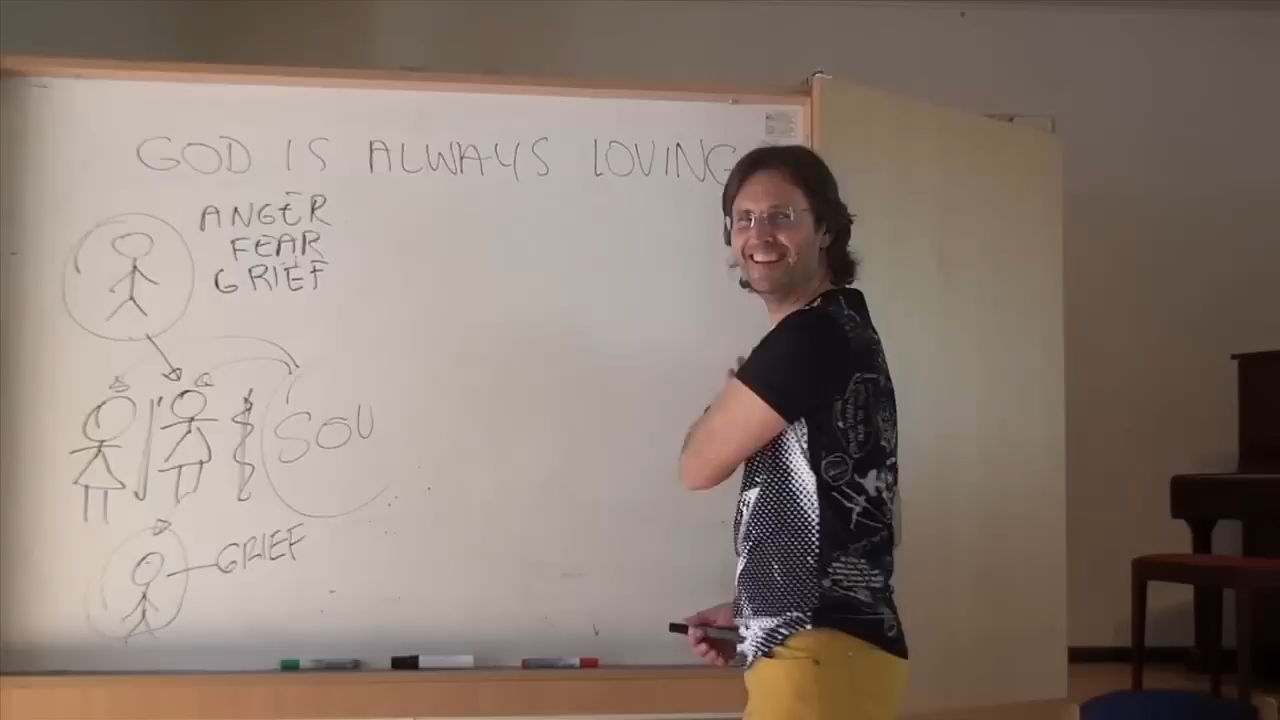 GOD IS ALWAYS LOVING
ANGER
FEAR
GRIEF
SOU
GRIEF